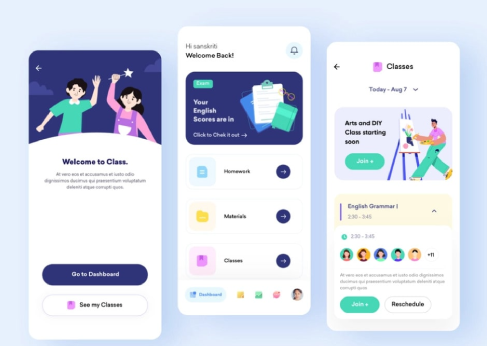 Welcome to Class.
At vero eos et accusamus et iusto odio
dignissimos ducimus qui praesentium voluptatum
deleniti atque corrupti quos.
Go to Dashboard
See my Classes
Hi sanskriti
Welcome Back!
Exam
Your
English
Scores are in
Click to Chek it out →
Homework
Materials
Classes
Dashboard
Classes
Today - Aug 7
Arts and DIY
Class starting
soon
Join +
English Grammar I
2:30 - 3:45
2:30 - 3:45
+11
At vero eos et accusamus et iusto odio dignissimos
ducimus qui praesentium voluptatum deleniti atque
corrupti quos.
Join +
Reschedule